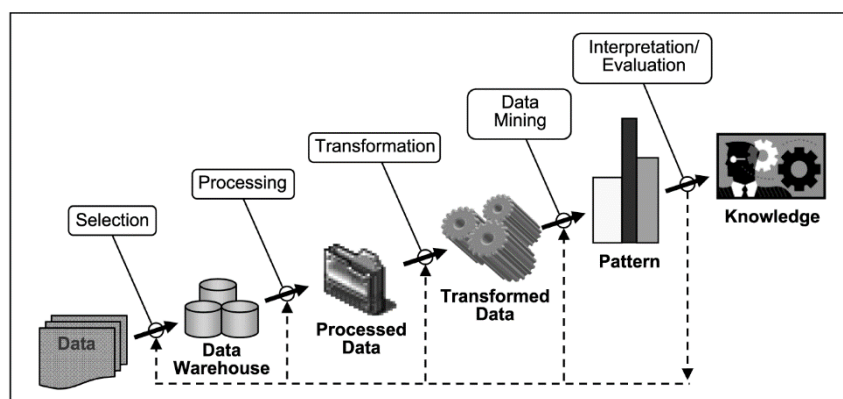 Interpretation/
Evaluation
Data
Mining
Transformation
Processing
Selection
Knowledge
Pattern
Transformed
Data
Processed
Data
Data
Warehouse
Data